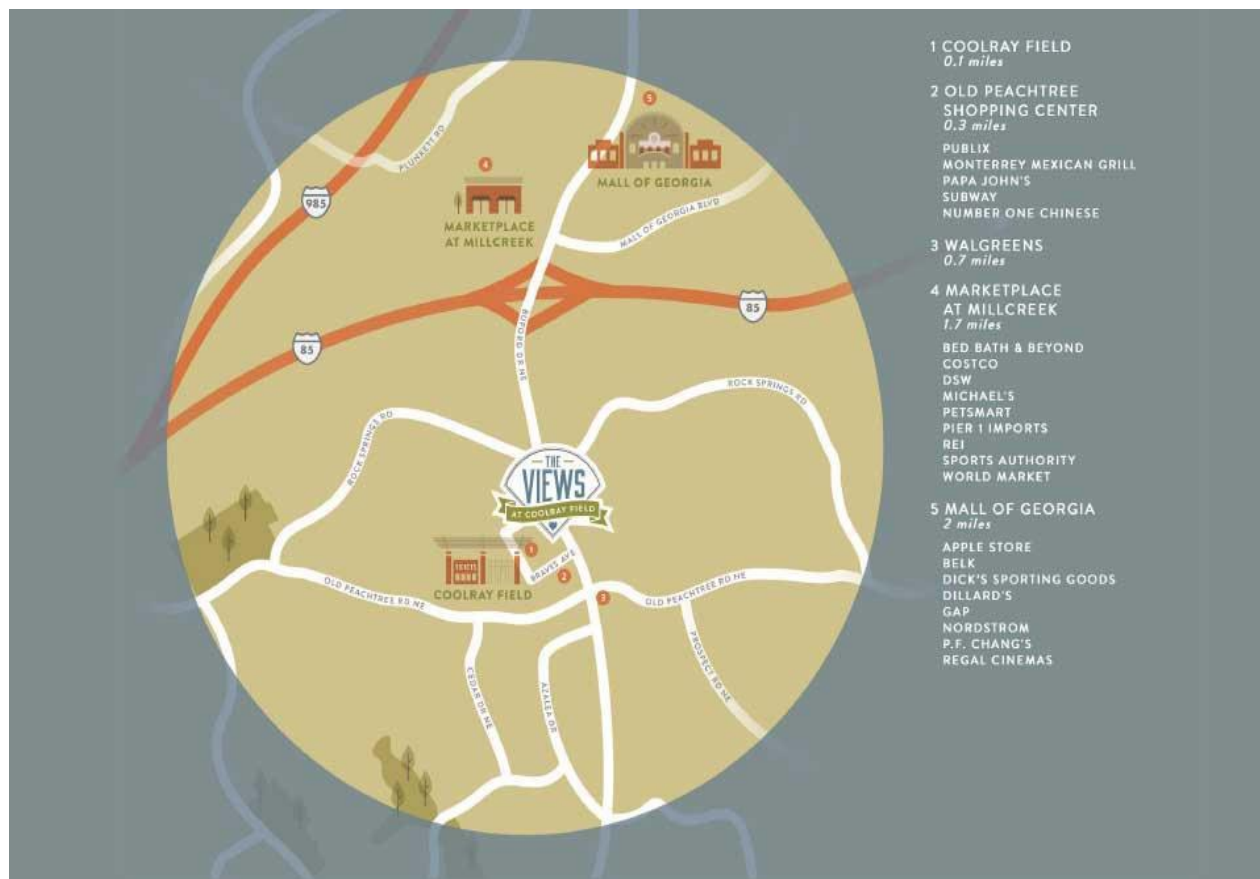 1 COOLRAY FIELD
0.1 miles
2 OLD PEACHTREE
SHOPPING CENTER
0.3 miles
PUBLIX
MONTERREY MEXICAN GRILL
PAPA JOHN'S
SUBWAY
NUMBER ONE CHINESE
3 WALGREENS
0.7 miles
4 MARKETPLACE
AT MILLCREEK
1.7 miles
BED BATH & BEYOND
COSTCO
DSW
MICHAEL'S
PETSMART
PIER 1 IMPORTS
REI
SPORTS AUTHORITY
WORLD MARKET
5 MALL OF GEORGIA
2 miles
APPLE STORE
BELK
DICK'S SPORTING GOODS
DILLARD'S
GAP
NORDSTROM
P.F. CHANG'S
REGAL CINEMAS
5
PLUNKETT RD
4
MALL OF GEORGIA
985
MARKETPLACE
AT MILLCREEK
MALL OF GEORGIA BLVD
85
85
BUFORD DR NE
ROCK SPRINGS RD
ROCK SPRINGS RD
THE
VIEWS
AT COOLRAY FIELD
1
BRAVES AVE
2
COOLRAY FIELD
OLD PEACHTREE RD NE
3
OLD PEACHTREE RD NE
CEDAR DR NE
AZALEA DR
PROSPECT RD NE